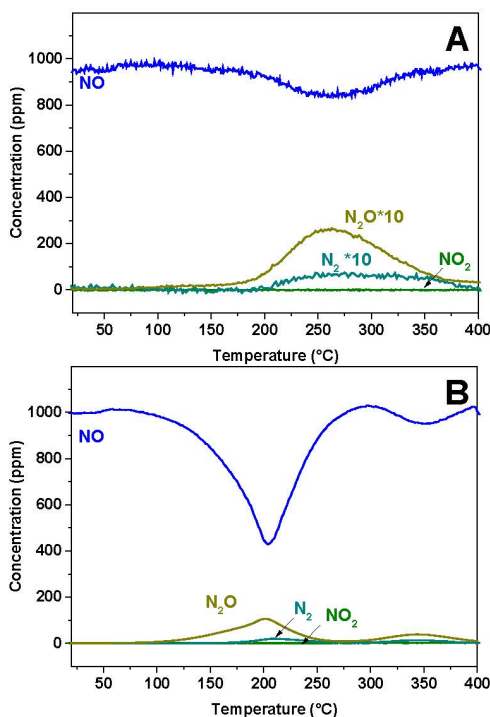 A
1000
800
600
400
200
0
Concentration (ppm)
NO
N₂O*10
N₂ *10
NO₂
50 100 150 200 250 300 350 400
Temperature (°C)
B
1000
800
600
400
200
0
Concentration (ppm)
NO
N₂O
N₂
NO₂
50 100 150 200 250 300 350 400
Temperature (°C)